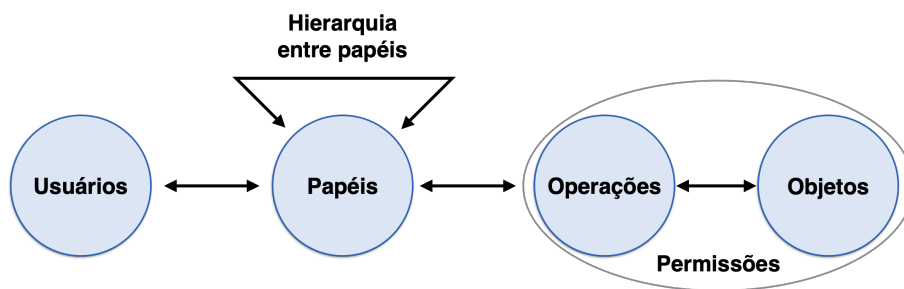 Hierarquia
entre papéis
Usuários
Papéis
Operações
Objetos
Permissões